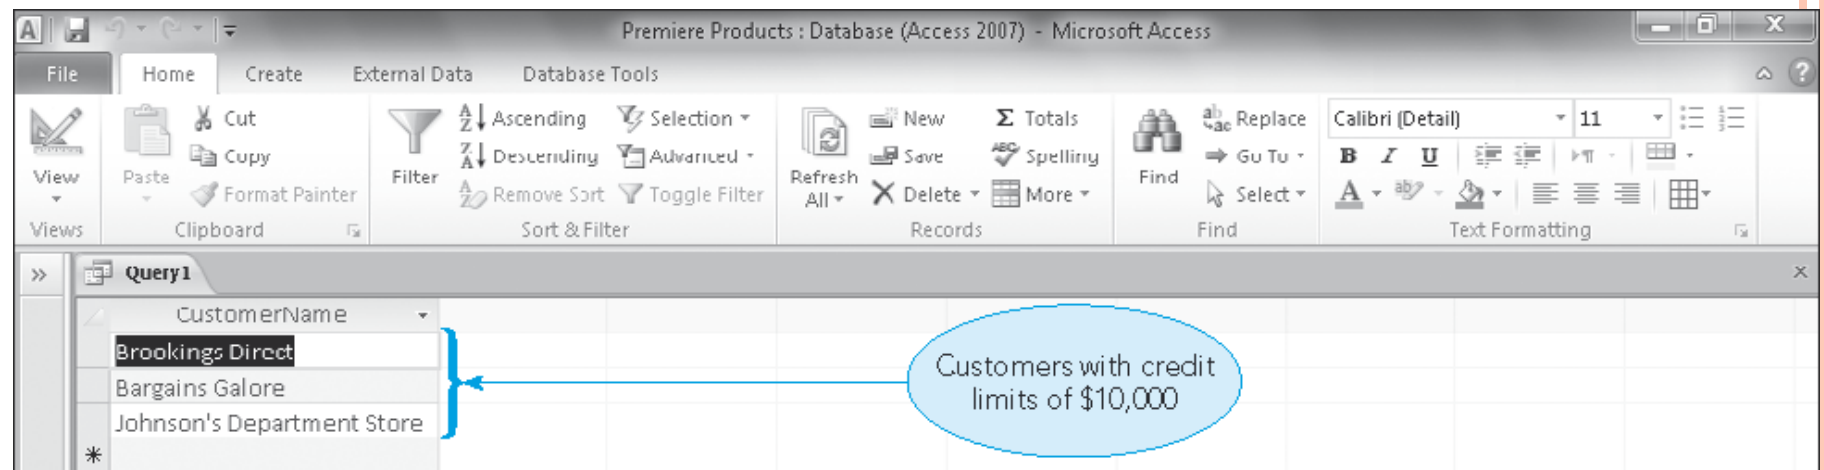 Premiere Products : Database (Access 2007) - Microsoft Access
File Home Create External Data Database Tools
View
Views
Paste
Cut
Copy
Format Painter
Clipboard
Filter
Ascending
Descending
Remove Sort
Selection
Advanced
Toggle Filter
Sort & Filter
Refresh
All
New
Save
Delete
Totals
Spelling
More
Records
Find
Replace
Go To
Select
Find
Calibri (Detail) 11
B I U
A
Text Formatting
Query1
CustomerName
Brookings Direct
Bargains Galore
Johnson's Department Store
Customers with credit
limits of $10,000